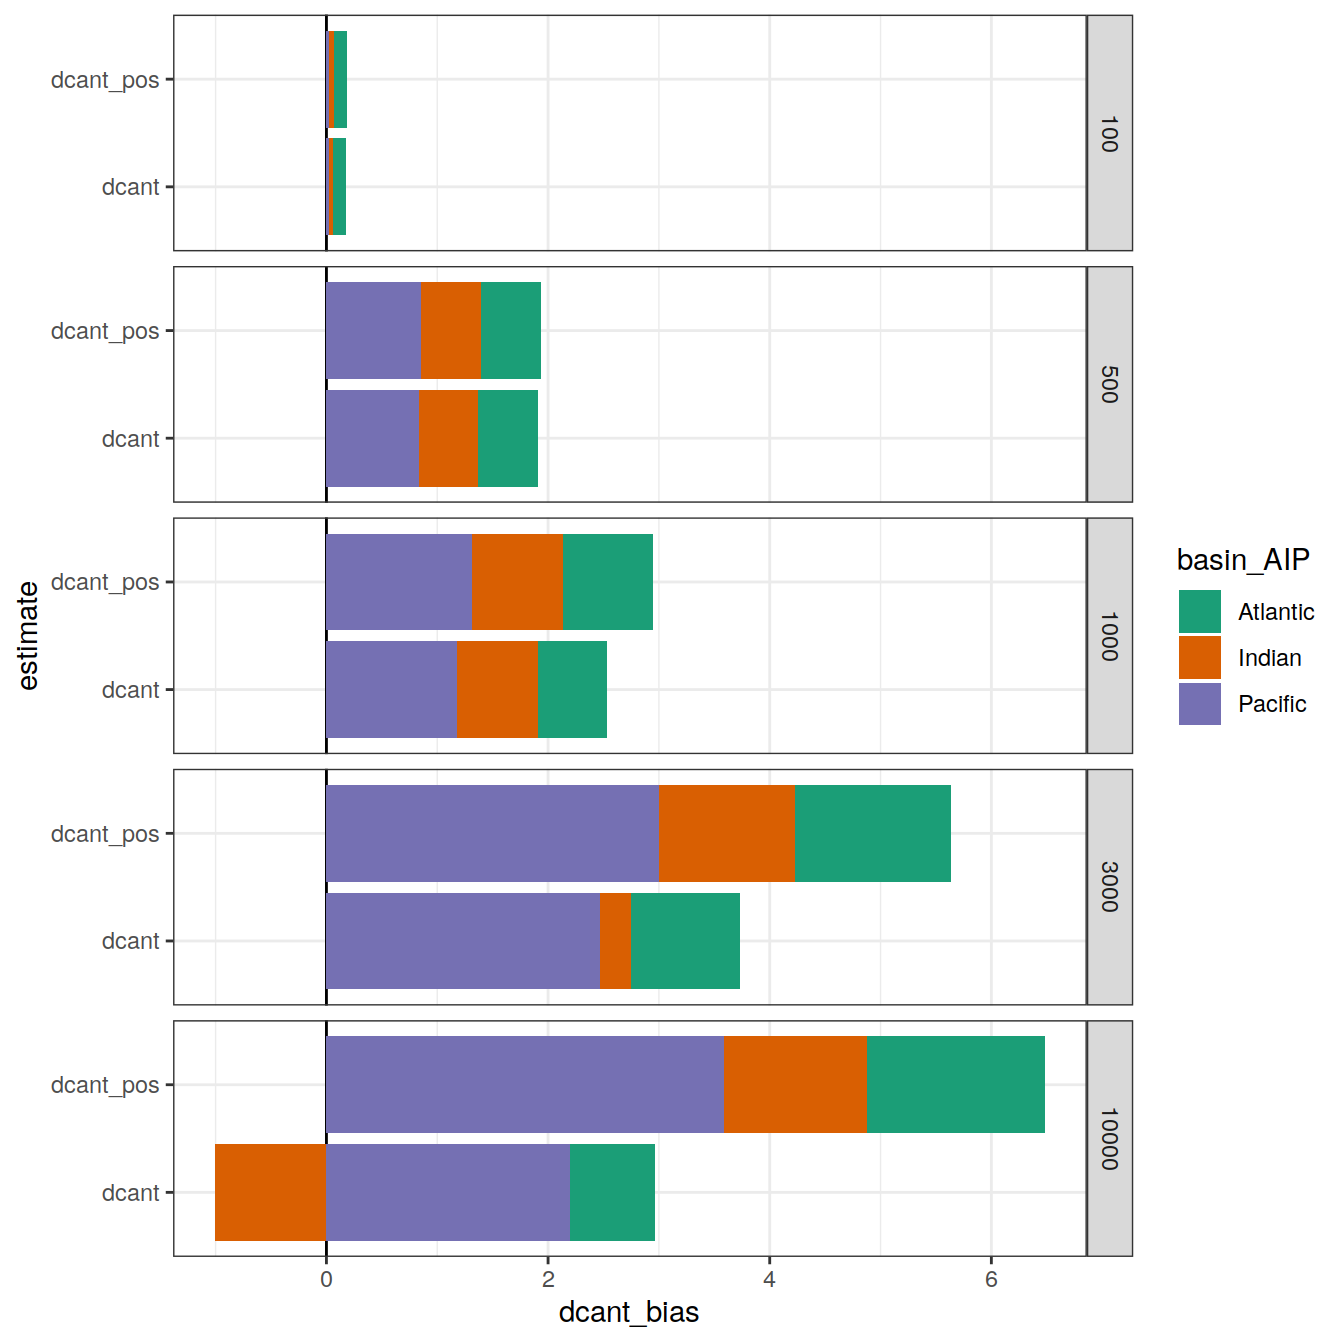 dcant_pos
dcant
100
dcant_pos
dcant
500
dcant_pos
dcant
1000
dcant_pos
dcant
3000
dcant_pos
dcant
10000
estimate
0 2 4 6
dcant_bias
basin_AIP
Atlantic
Indian
Pacific